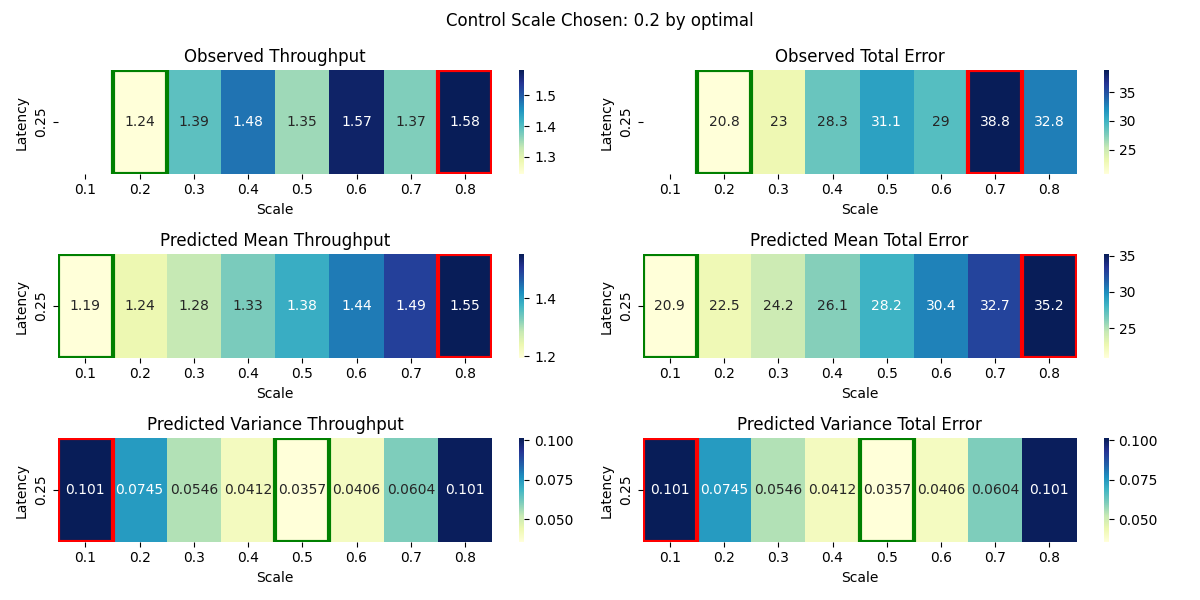 Control Scale Chosen: 0.2 by optimal
Observed Throughput
Latency
0.25
1.24 1.39 1.48 1.35 1.57 1.37 1.58
0.1 0.2 0.3 0.4 0.5 0.6 0.7 0.8
Scale
1.5
1.4
1.3
Observed Total Error
Latency
0.25
20.8 23 28.3 31.1 29 38.8 32.8
0.1 0.2 0.3 0.4 0.5 0.6 0.7 0.8
Scale
35
30
25
Predicted Mean Throughput
Latency
0.25
1.19 1.24 1.28 1.33 1.38 1.44 1.49 1.55
0.1 0.2 0.3 0.4 0.5 0.6 0.7 0.8
Scale
1.4
1.2
Predicted Mean Total Error
Latency
0.25
20.9 22.5 24.2 26.1 28.2 30.4 32.7 35.2
0.1 0.2 0.3 0.4 0.5 0.6 0.7 0.8
Scale
35
30
25
Predicted Variance Throughput
Latency
0.25
0.101 0.0745 0.0546 0.0412 0.0357 0.0406 0.0604 0.101
0.1 0.2 0.3 0.4 0.5 0.6 0.7 0.8
Scale
0.100
0.075
0.050
Predicted Variance Total Error
Latency
0.25
0.101 0.0745 0.0546 0.0412 0.0357 0.0406 0.0604 0.101
0.1 0.2 0.3 0.4 0.5 0.6 0.7 0.8
Scale
0.100
0.075
0.050